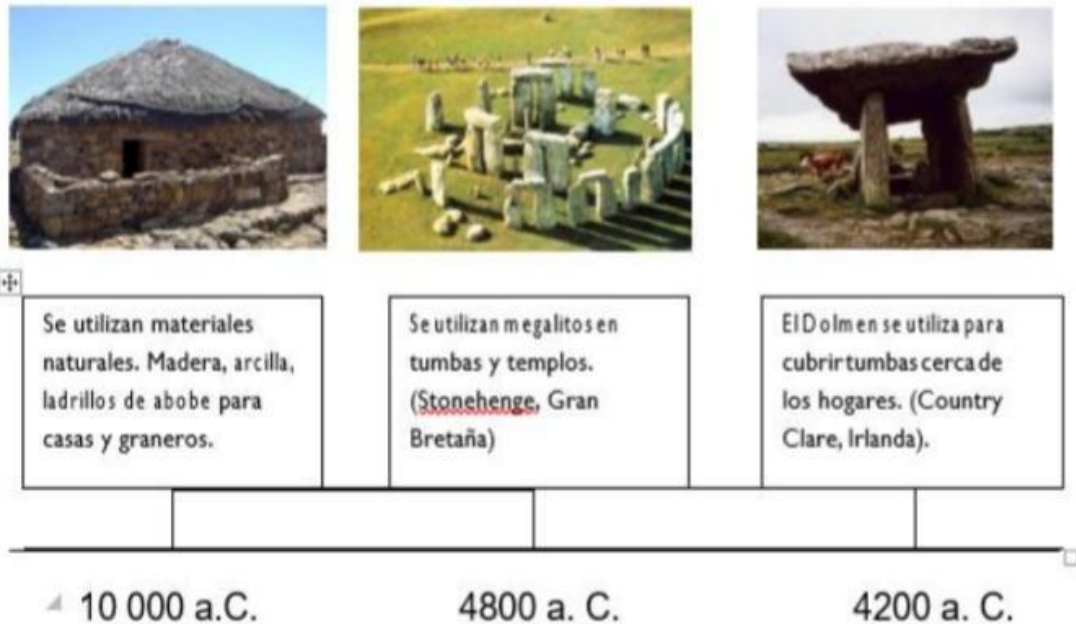 Se utilizan materiales
naturales. Madera, arcilla,
ladrillos de abobe para
casas y graneros.
Se utilizan megalitos en
tumbas y templos.
(Stonehenge, Gran
Bretaña)
El Dolmen se utiliza para
cubrir tumbas cerca de
los hogares. (Country
Clare, Irlanda).
10 000 a.C.
4800 a. C.
4200 a. C.